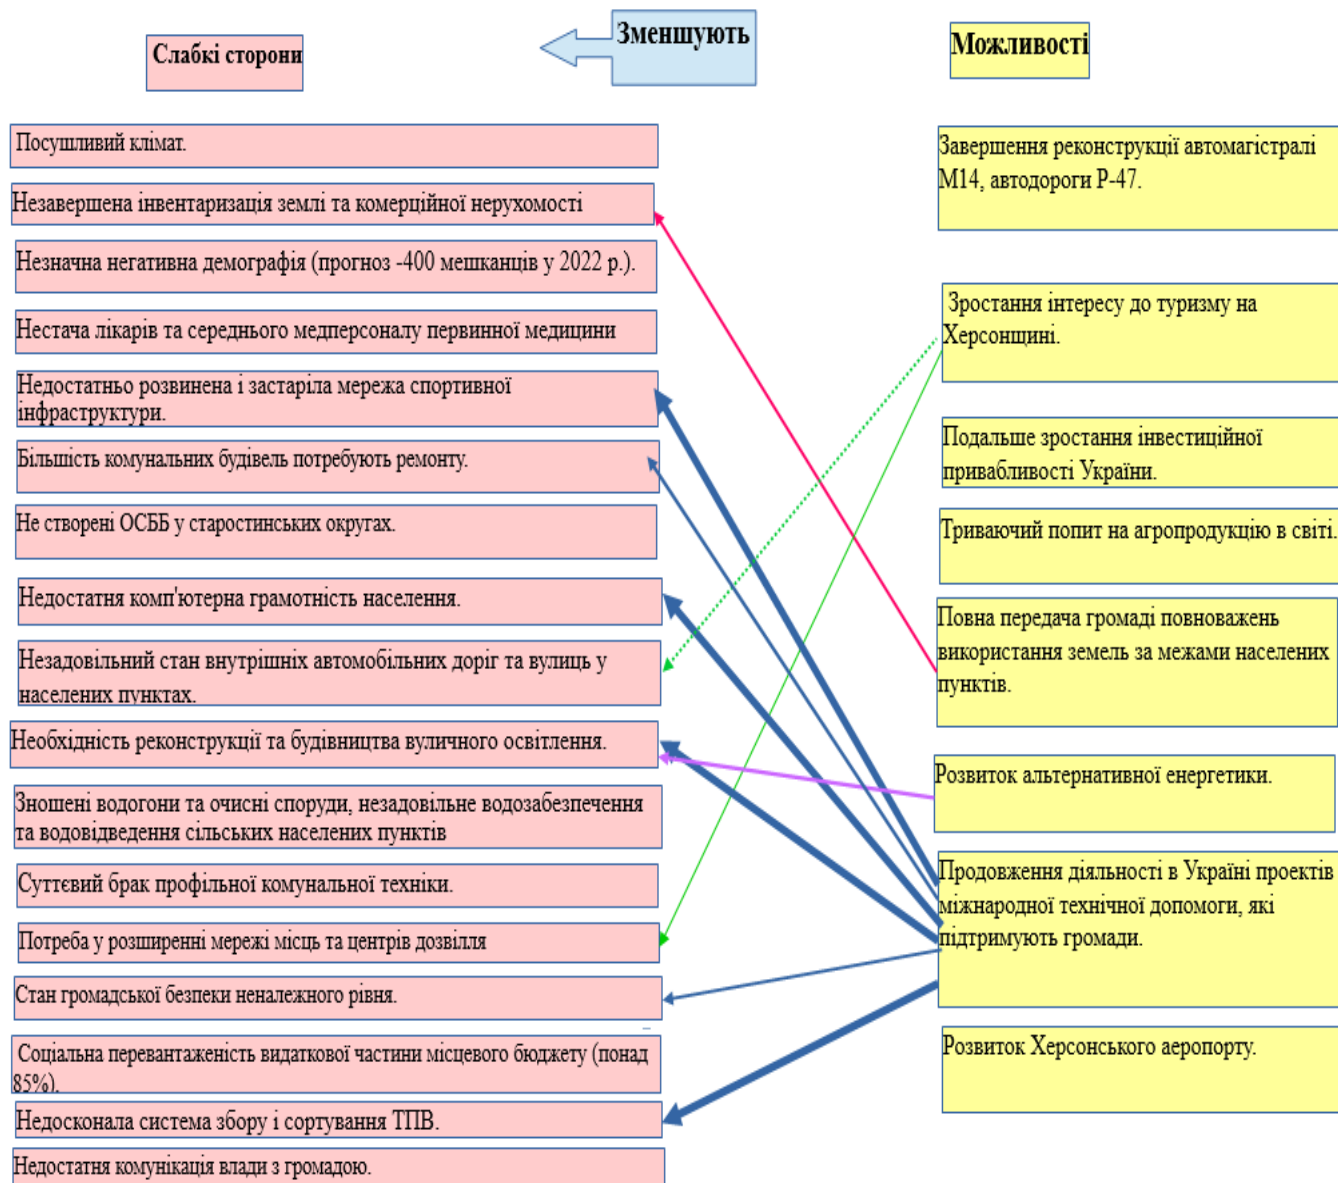 Слабкі сторони
Зменшують
Можливості
Посушливий клімат.
Незавершена інвентаризація землі та комерційної нерухомості
Незначна негативна демографія (прогноз -400 мешканців у 2022 р.).
Нестача лікарів та середнього медперсоналу первинної медицини
Недостатньо розвинена і застаріла мережа спортивної
інфраструктури.
Більшість комунальних будівель потребують ремонту.
Не створені ОСББ у старостинських округах.
Недостатня комп'ютерна грамотність населення.
Незадовільний стан внутрішніх автомобільних доріг та вулиць у
населених пунктах.
Необхідність реконструкції та будівництва вуличного освітлення.
Зношені водогони та очисні споруди, незадовільне водозабезпечення
та водовідведення сільських населених пунктів
Суттєвий брак профільної комунальної техніки.
Потреба у розширенні мережі місць та центрів дозвілля
Стан громадської безпеки неналежного рівня.
Соціальна перевантаженість видаткової частини місцевого бюджету (понад
85%).
Недосконала система збору і сортування ТПВ.
Недостатня комунікація влади з громадою.
Завершення реконструкції автомагістралі
М14, автодороги Р-47.
Зростання інтересу до туризму на
Херсонщині.
Подальше зростання інвестиційної
привабливості України.
Триваючий попит на агропродукцію в світі.
Повна передача громаді повноважень
використання земель за межами населених
пунктів.
Розвиток альтернативної енергетики.
Продовження діяльності в Україні проектів
міжнародної технічної допомоги, які
підтримують громади.
Розвиток Херсонського аеропорту.